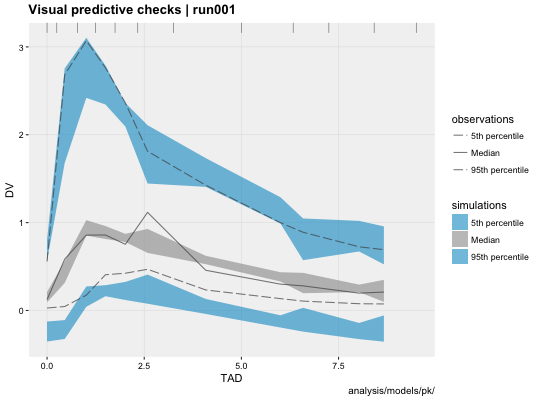 Visual predictive checks | run001
3
2
1
0
DV
0.0
2.5
5.0
7.5
TAD
observations
5th percentile
Median
95th percentile
simulations
5th percentile
Median
95th percentile
analysis/models/pk/